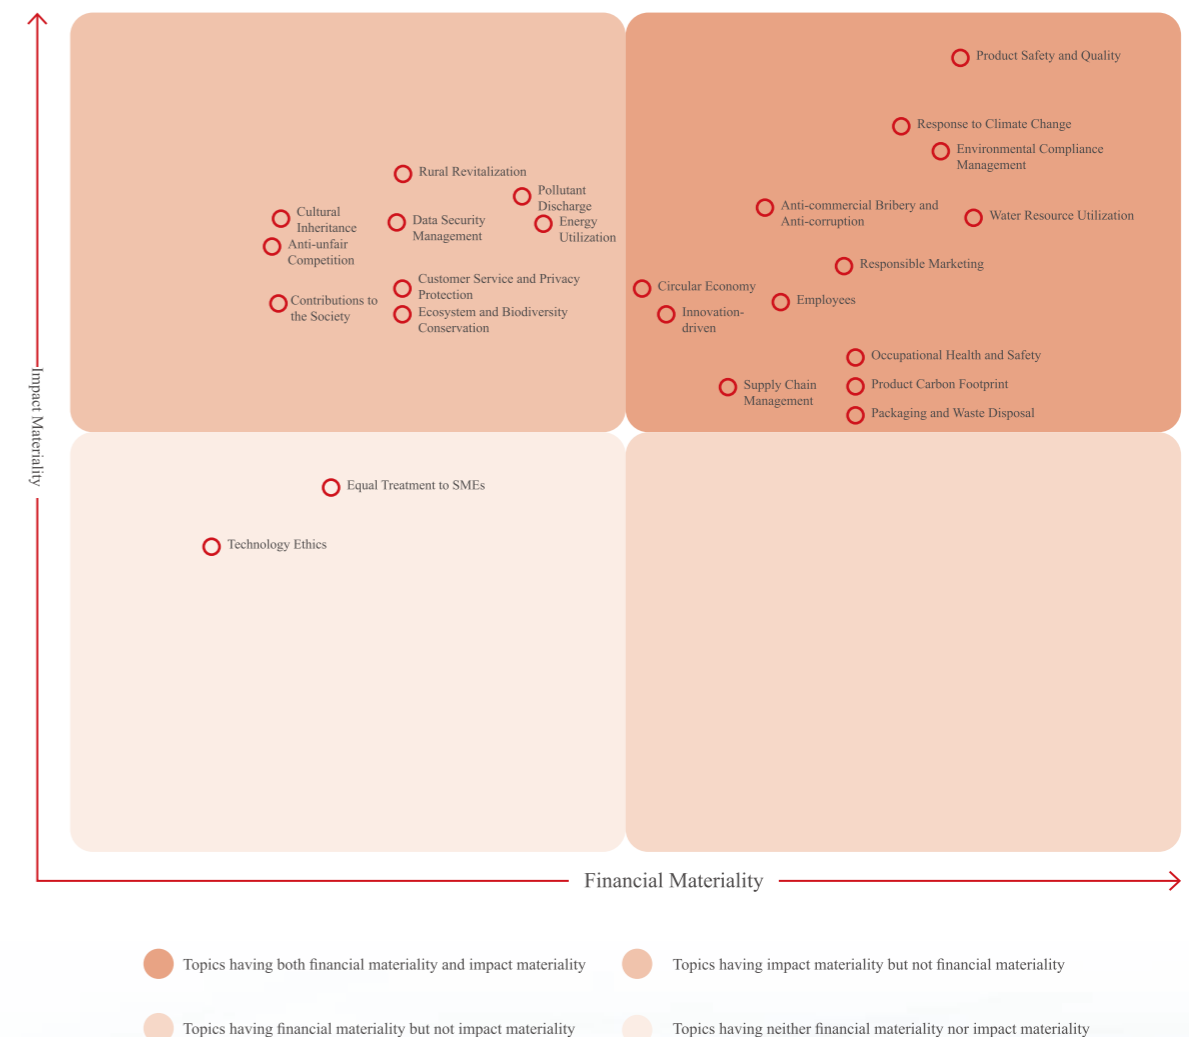 Product Safety and Quality
Response to Climate Change
Environmental Compliance
Management
Rural Revitalization
Pollutant
Discharge
Cultural
Inheritance
Data Security
Management
Energy
Utilization
Anti-commercial Bribery and
Anti-corruption
Water Resource Utilization
Anti-unfair
Competition
Responsible Marketing
Customer Service and Privacy
Protection
Circular Economy
Contributions to
the Society
Employees
Ecosystem and Biodiversity
Conservation
Innovation-
driven
Occupational Health and Safety
Supply Chain
Management
Product Carbon Footprint
Packaging and Waste Disposal
Impact Materiality
Equal Treatment to SMEs
Technology Ethics
Financial Materiality
Topics having both financial materiality and impact materiality
Topics having impact materiality but not financial materiality
Topics having financial materiality but not impact materiality
Topics having neither financial materiality nor impact materiality